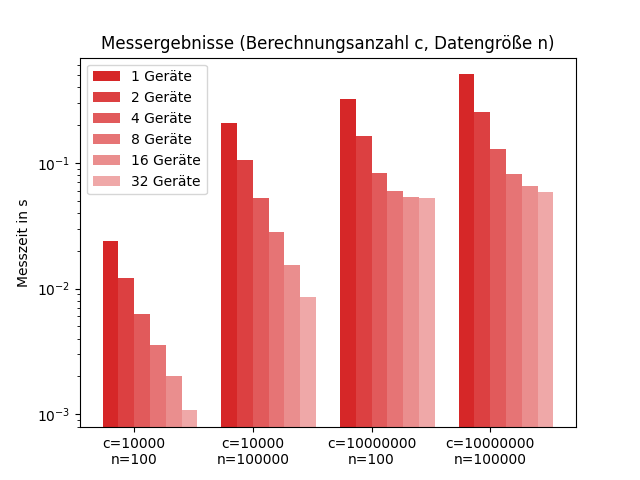 Messergebnisse (Berechnungsanzahl c, Datengröße n)
1 Geräte
2 Geräte
4 Geräte
8 Geräte
16 Geräte
32 Geräte
Messzeit in s
10⁻¹
10⁻²
10⁻³
c=10000
n=100
c=10000
n=100000
c=10000000
n=100
c=10000000
n=100000